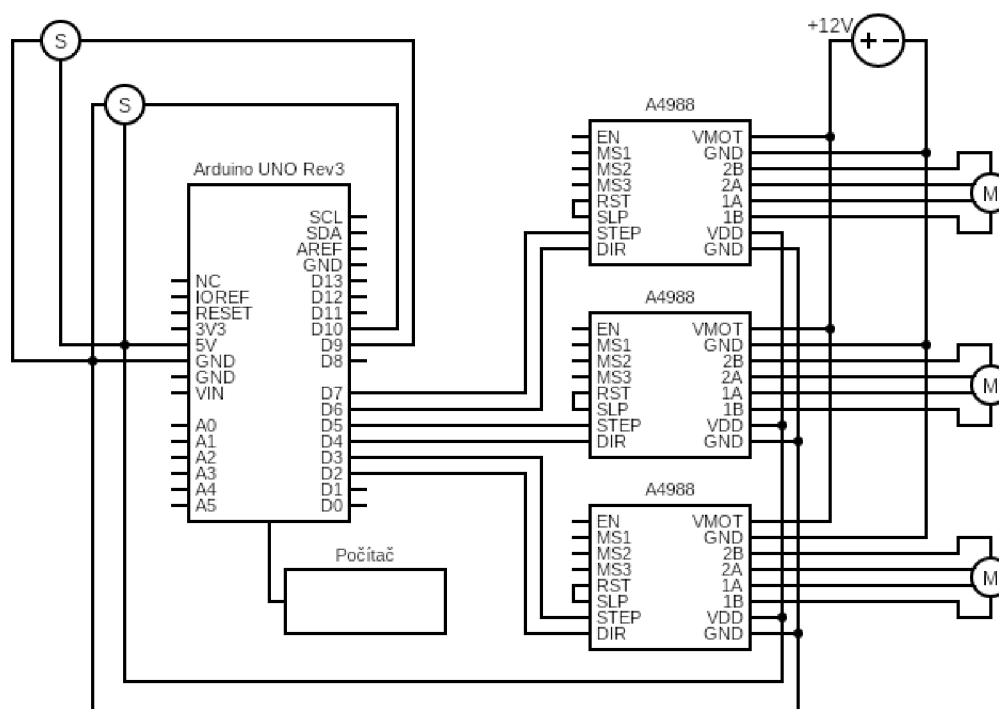 S
S
+12V
+ −
Arduino UNO Rev3
SCL
SDA
AREF
GND
NC
D13
IOREF
D12
RESET
D11
3V3
D10
5V
D9
GND
D8
GND
VIN
D7
D6
A0
D5
A1
D4
A2
D3
A3
D2
A4
D1
A5
D0
Počítač
A4988
EN
VMOT
MS1
GND
MS2
2B
MS3
2A
RST
1A
SLP
1B
STEP
VDD
DIR
GND
M
A4988
EN
VMOT
MS1
GND
MS2
2B
MS3
2A
RST
1A
SLP
1B
STEP
VDD
DIR
GND
M
A4988
EN
VMOT
MS1
GND
MS2
2B
MS3
2A
RST
1A
SLP
1B
STEP
VDD
DIR
GND
M